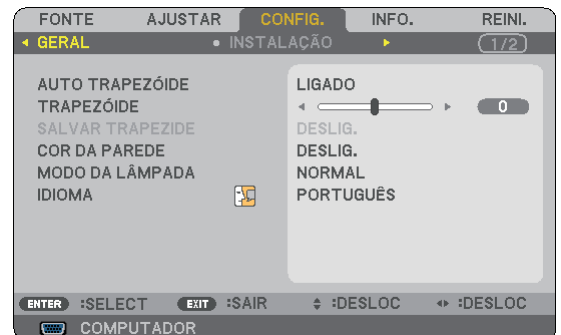 FONTE AJUSTAR CONFIG. INFO. REINI.
GERAL • INSTALAÇÃO (1/2)
AUTO TRAPEZÓIDE LIGADO
TRAPEZÓIDE 0
SALVAR TRAPEZIDE DESLIG.
COR DA PAREDE DESLIG.
MODO DA LÂMPADA NORMAL
IDIOMA PORTUGUÊS
ENTER :SELECT EXIT :SAIR :DESLOC :DESLOC
COMPUTADOR